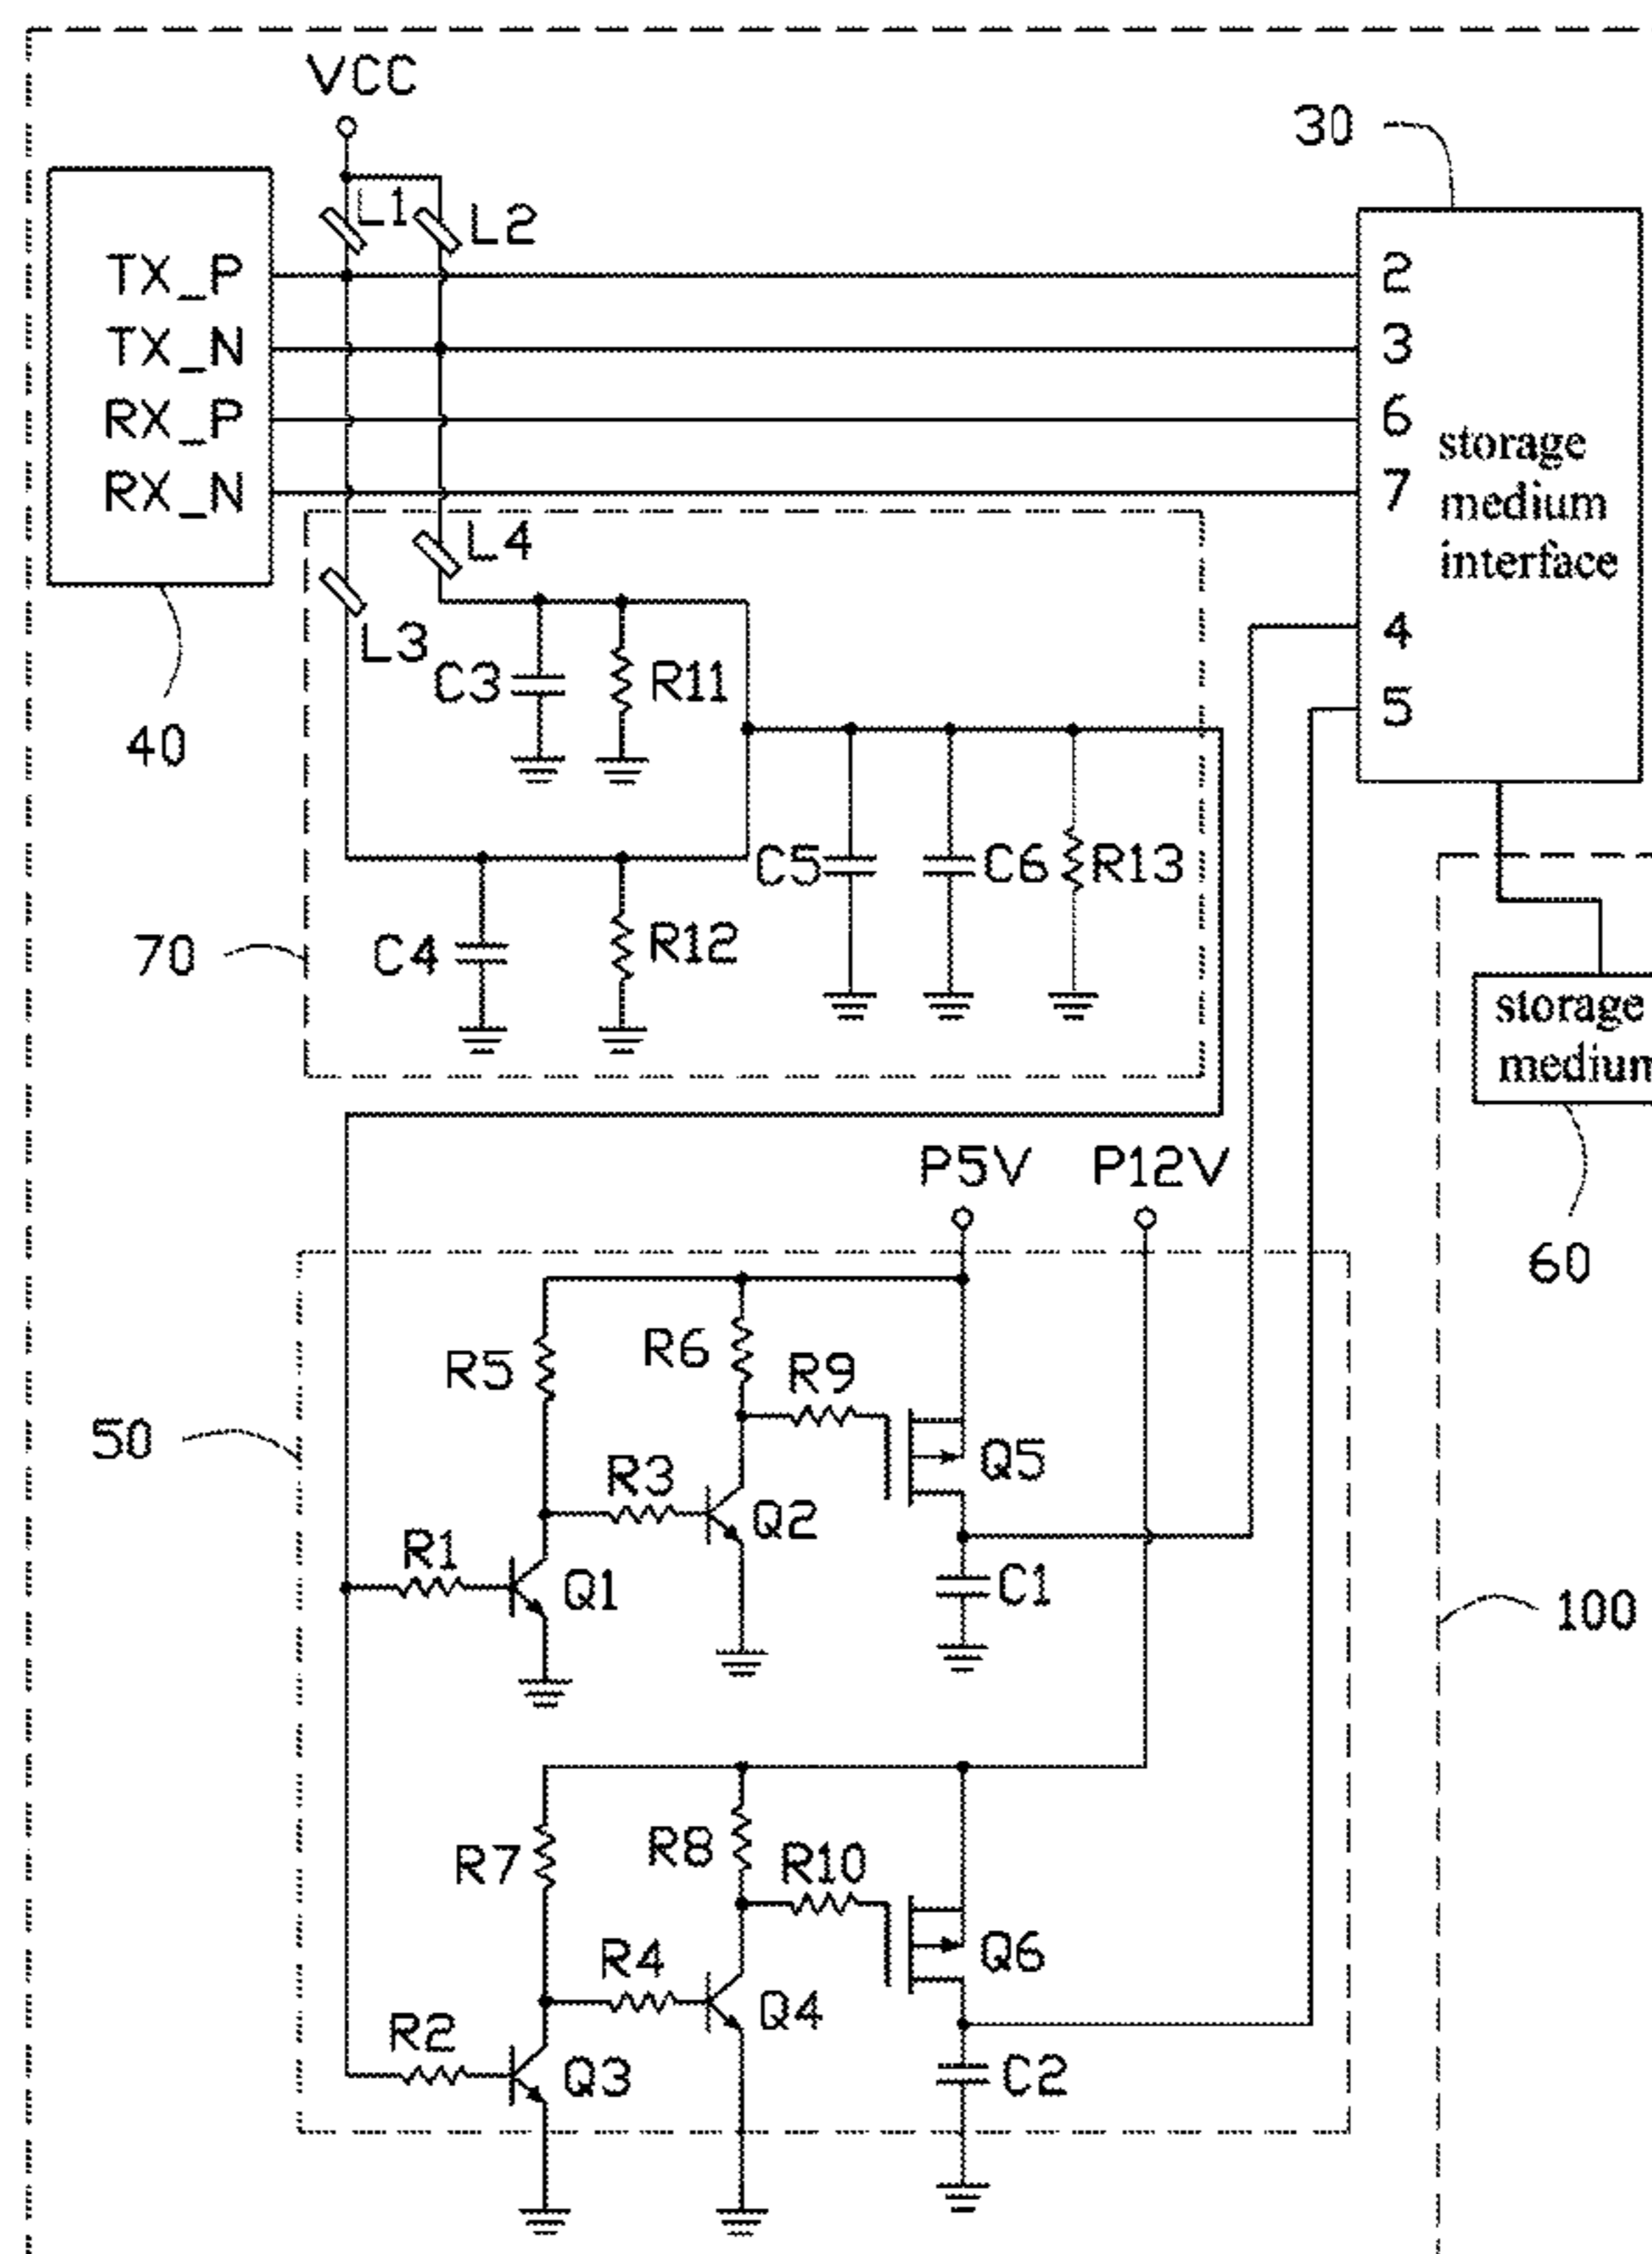 VCC
30
L1
L2
TX_P
2
TX_N
3
RX_P
6
storage
medium
interface
RX_N
7
L4
4
L3
C3
R11
5
40
C5
C6
R13
C4
R12
70
storage
medium
P5V
P12V
60
R5
R6
R9
50
R3
Q5
Q2
R1
Q1
C1
100
R7
R8
R10
R4
Q6
Q4
R2
Q3
C2